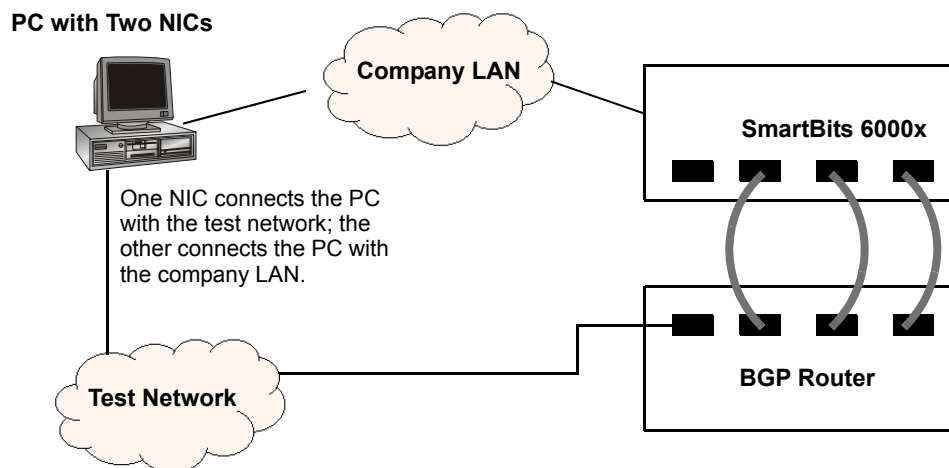 PC with Two NICs
Company LAN
SmartBits 6000x
One NIC connects the PC
with the test network; the
other connects the PC with
the company LAN.
Test Network
BGP Router